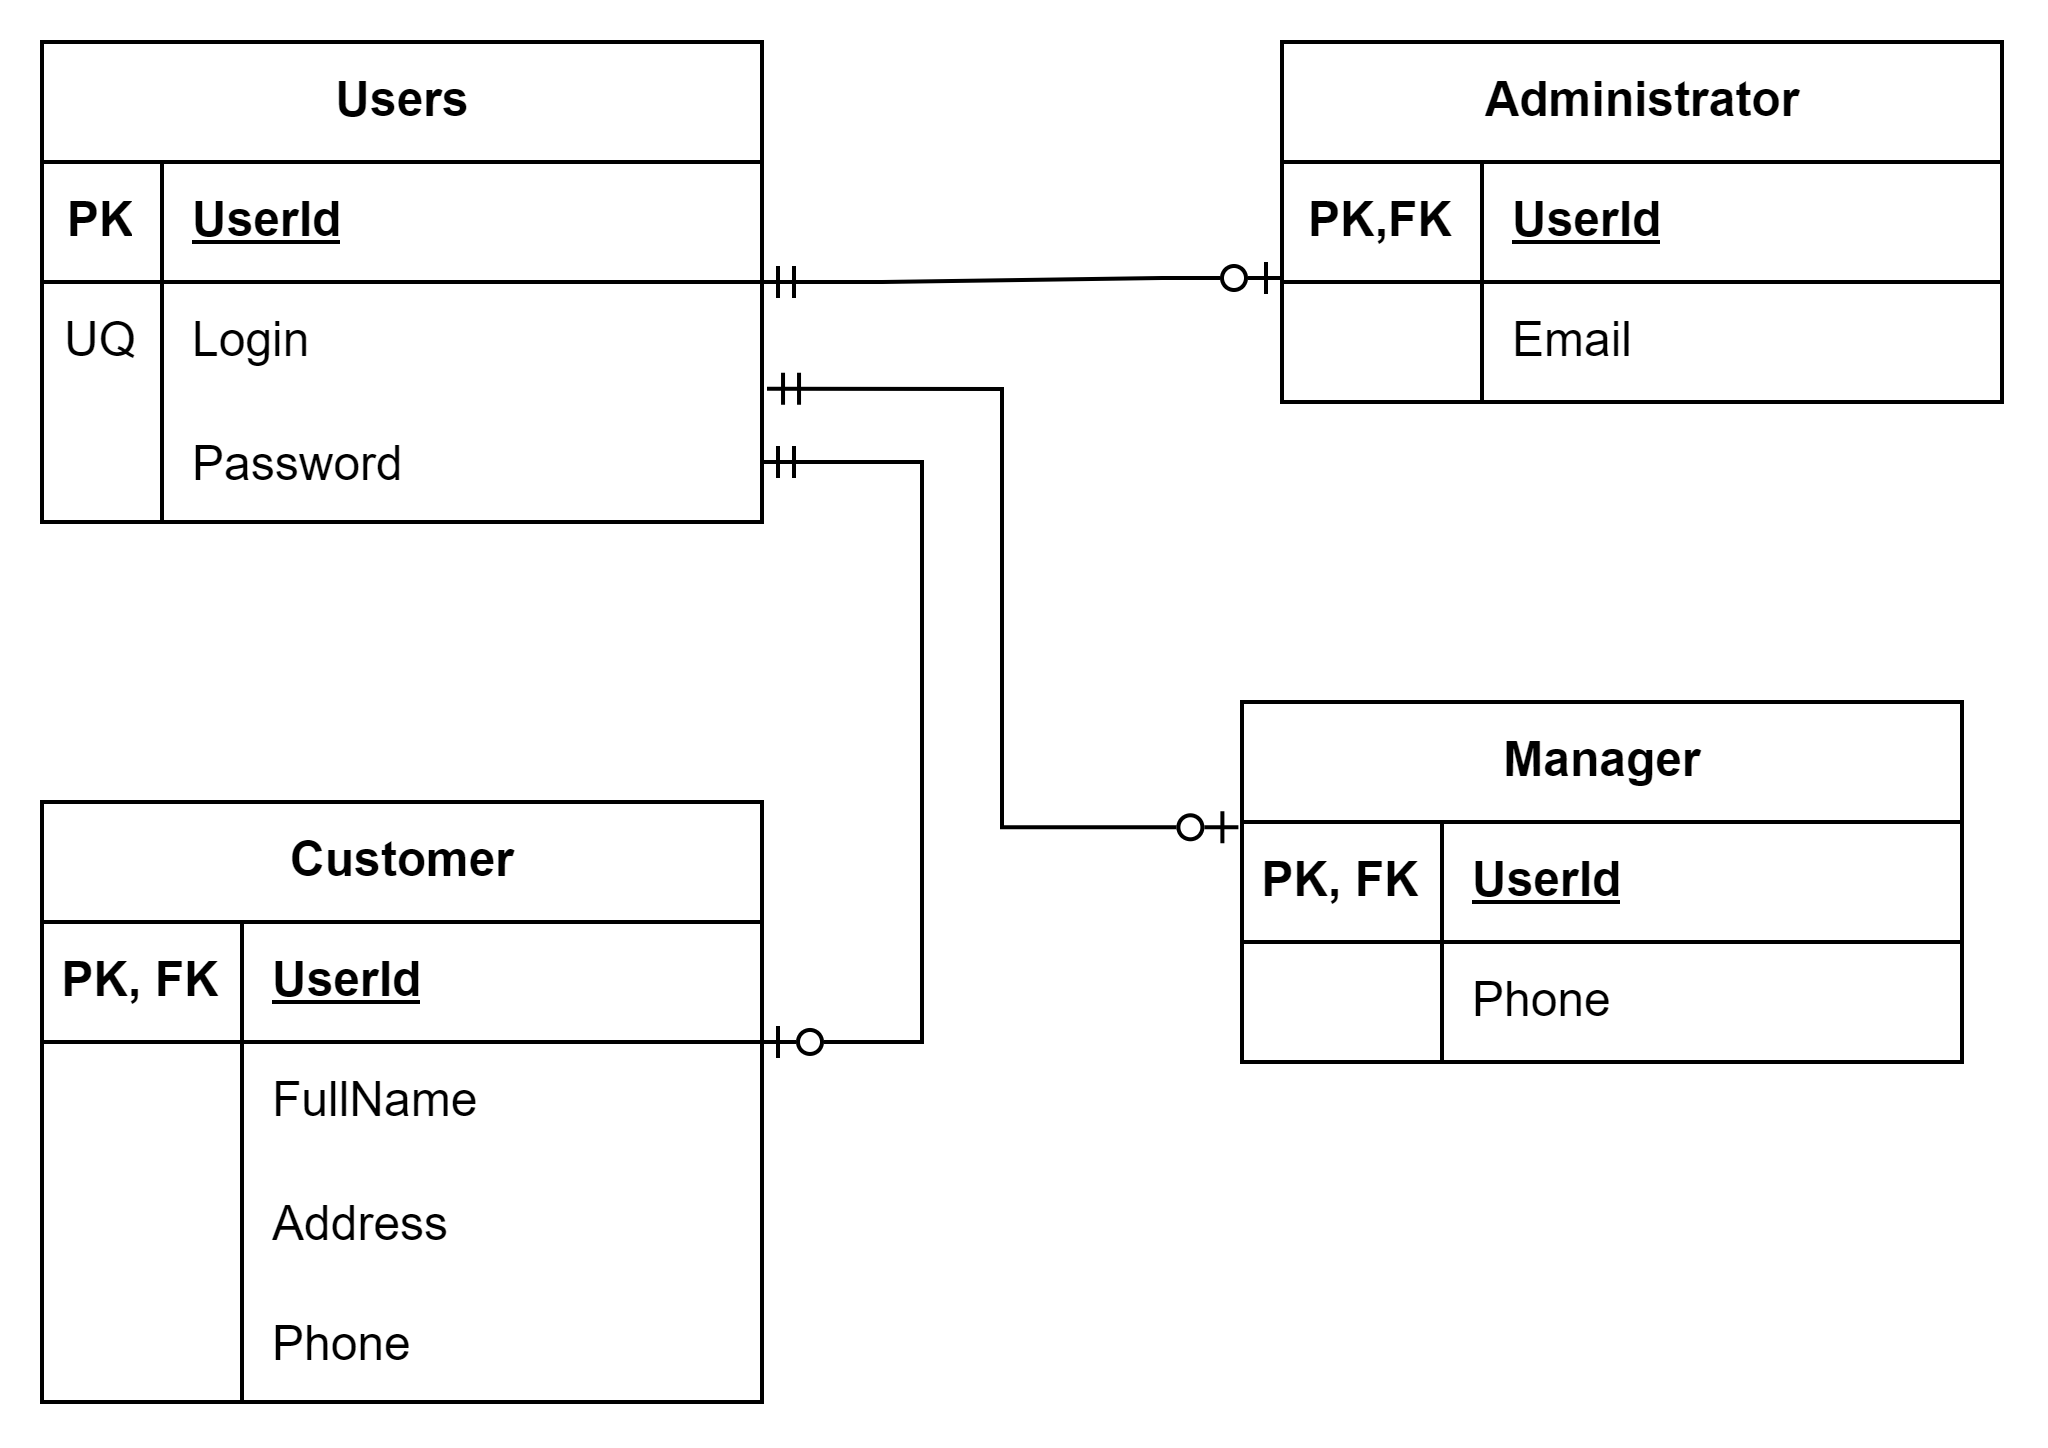 Users
PK UserId
UQ Login
Password
Administrator
PK,FK UserId
Email
Customer
PK, FK UserId
FullName
Address
Phone
Manager
PK, FK UserId
Phone